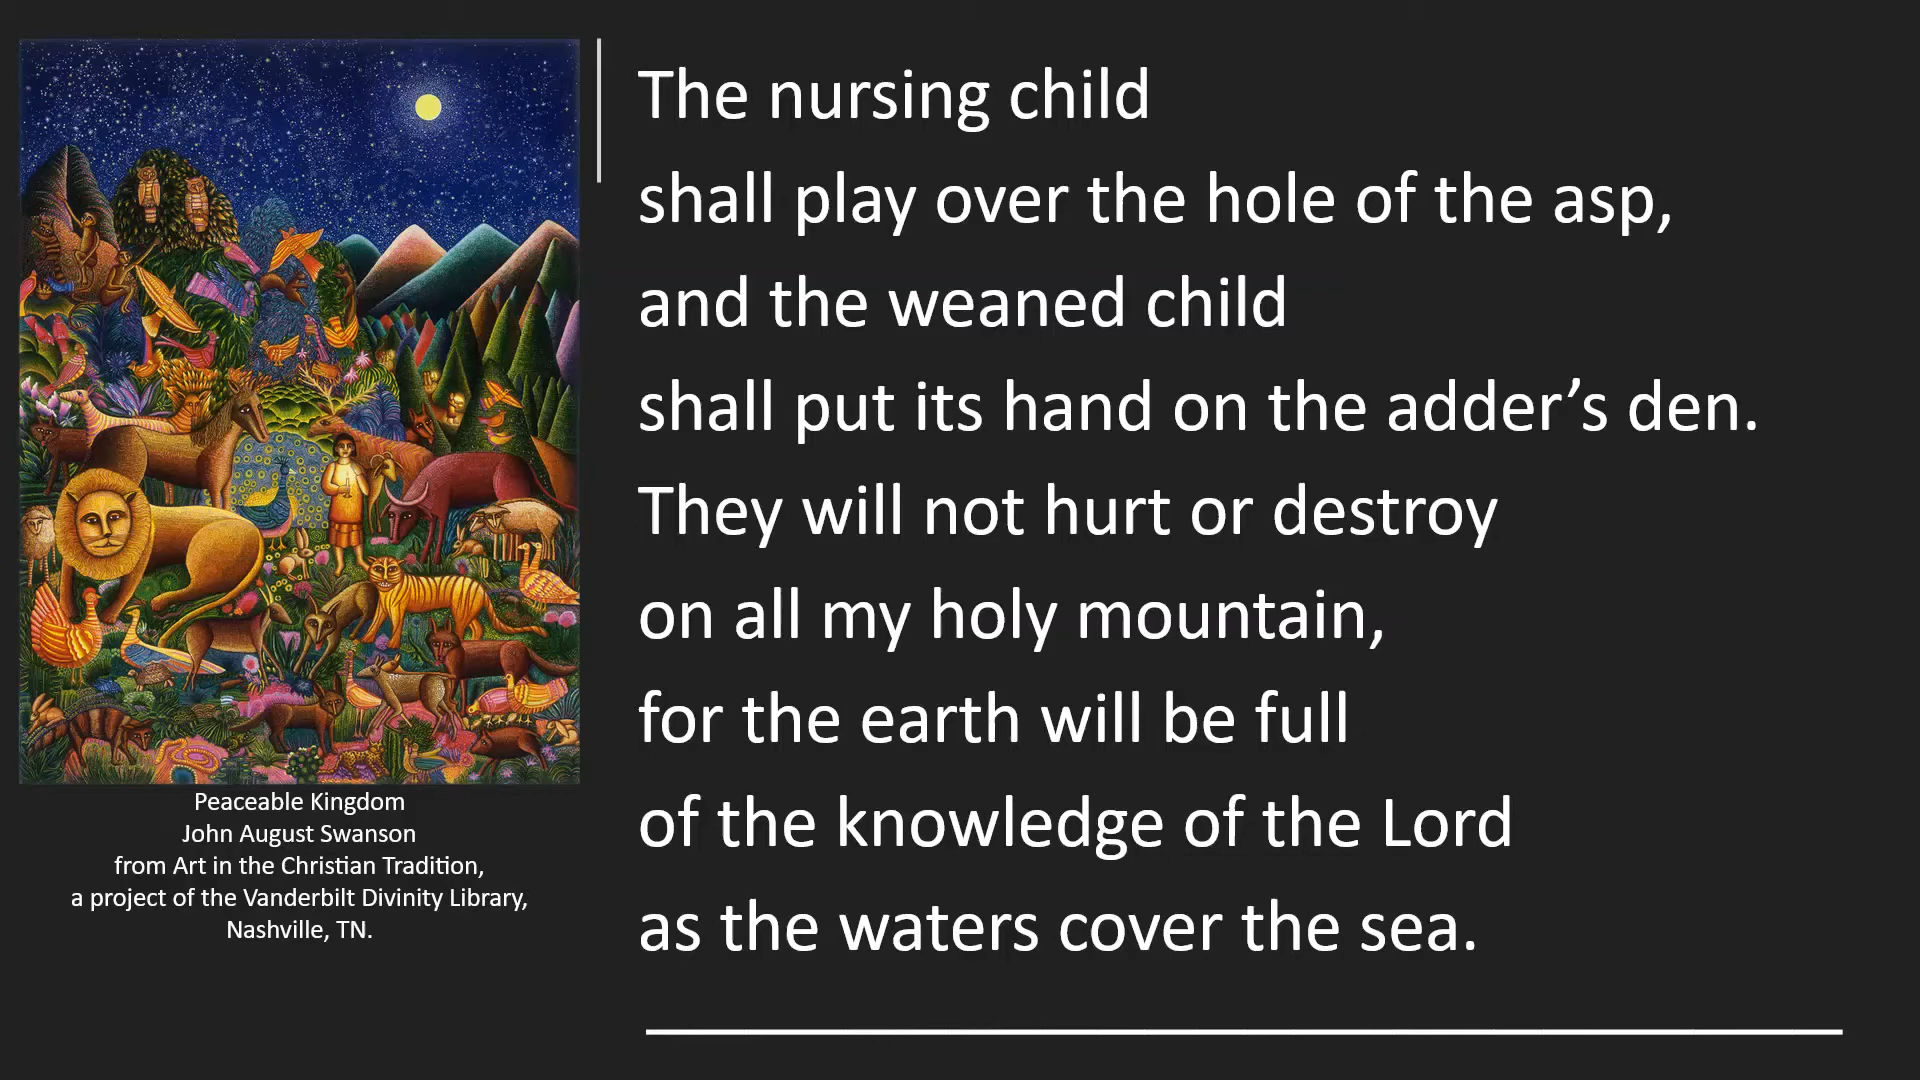 The nursing child
shall play over the hole of the asp,
and the weaned child
shall put its hand on the adder’s den.
They will not hurt or destroy
on all my holy mountain,
for the earth will be full
of the knowledge of the Lord
as the waters cover the sea.
Peaceable Kingdom
John August Swanson
from Art in the Christian Tradition,
a project of the Vanderbilt Divinity Library,
Nashville, TN.